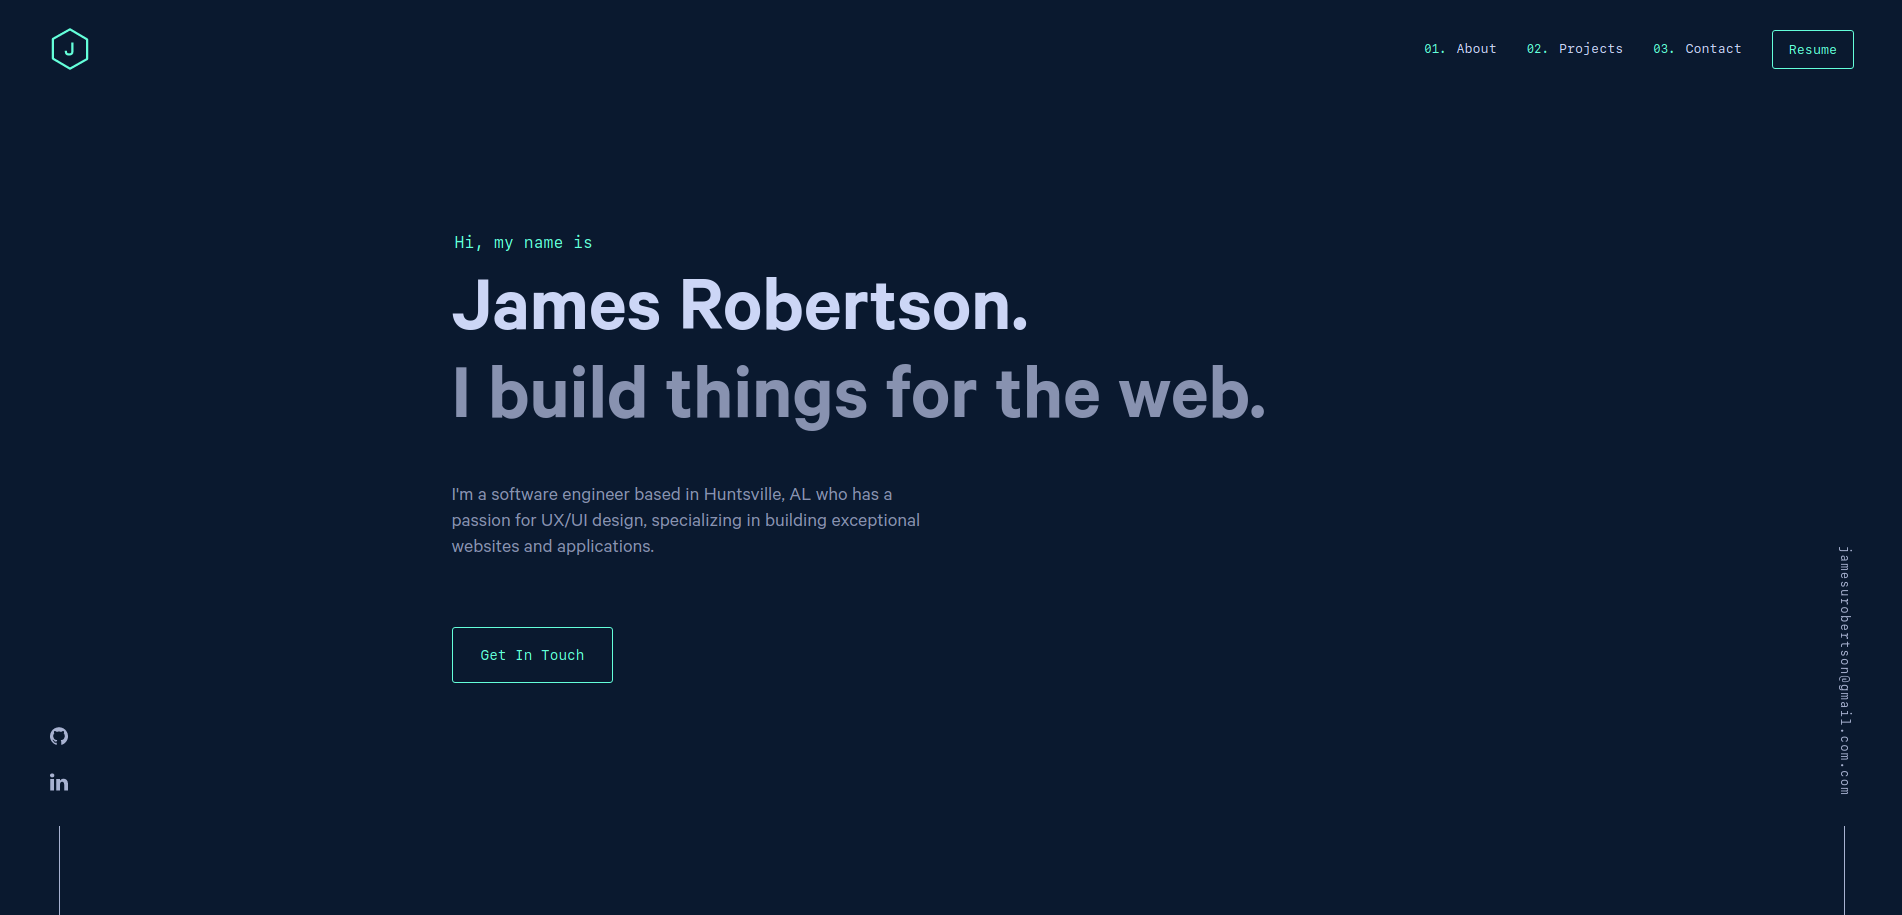 J
01. About 02. Projects 03. Contact Resume
Hi, my name is
James Robertson.
I build things for the web.
I'm a software engineer based in Huntsville, AL who has a
passion for UX/UI design, specializing in building exceptional
websites and applications.
Get In Touch
in
jamesurobertson@gmail.com.com